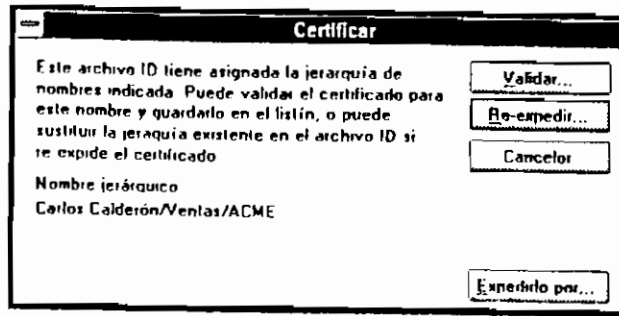 Certificar
Este archivo ID tiene asignada la jerarquía de
nombres indicada. Puede validar el certificado para
este nombre y guardarlo en el listín, o puede
sustituir la jeraquía existente en el archivo ID si
re expide el certificado
Nombre jerárquico
Carlos Calderón/Ventas/ACME
Validar...
Re-expedir...
Cancelar
Expedido por...